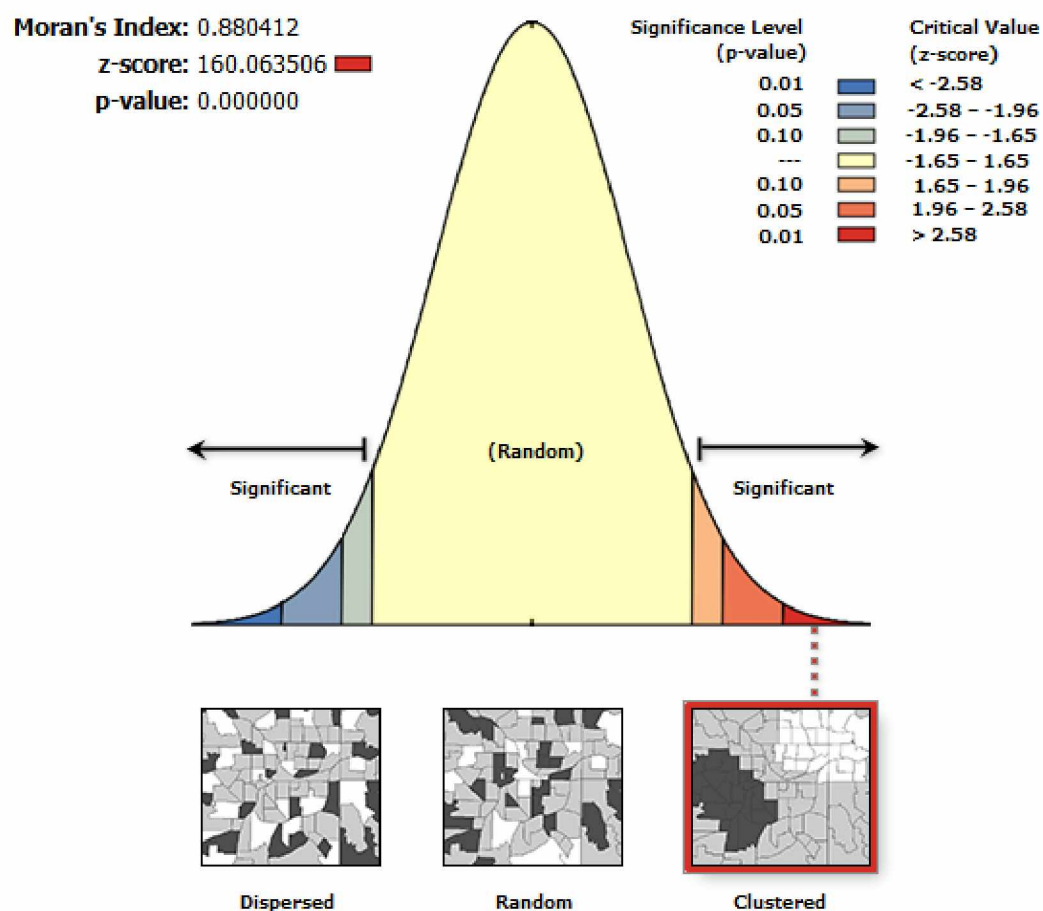 Moran's Index: 0.880412
z-score: 160.063506
p-value: 0.000000
Significance Level
(p-value)
Critical Value
(z-score)
0.01 < -2.58
0.05 -2.58 – -1.96
0.10 -1.96 – -1.65
--- -1.65 – 1.65
0.10 1.65 – 1.96
0.05 1.96 – 2.58
0.01 > 2.58
(Random)
Significant
Significant
Dispersed
Random
Clustered